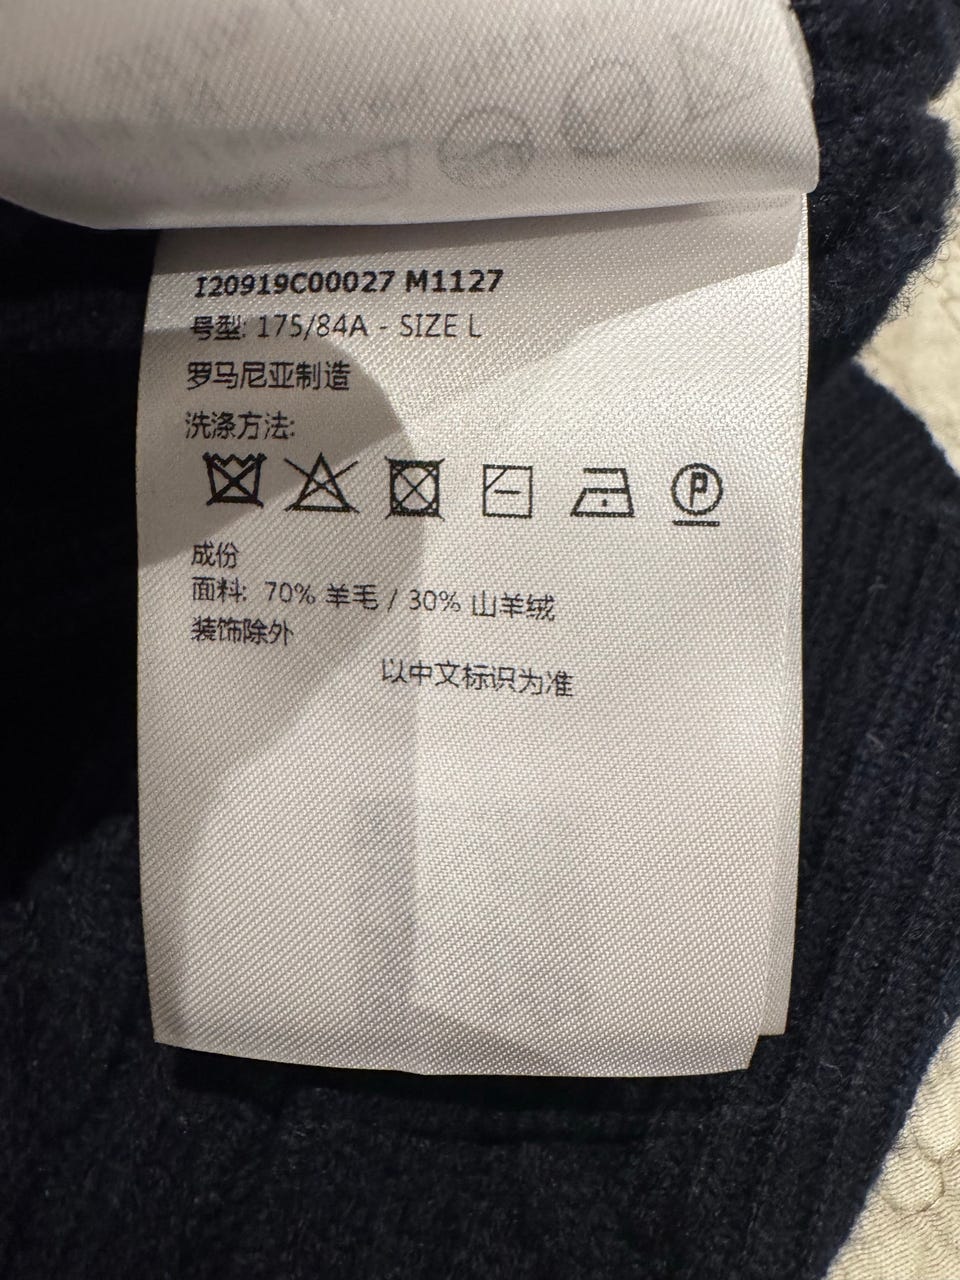 I20919C00027 M1127
号型: 175/84A - SIZE L
罗马尼亚制造
洗涤方法:
P
成份
面料: 70% 羊毛 / 30% 山羊绒
装饰除外
以中文标识为准